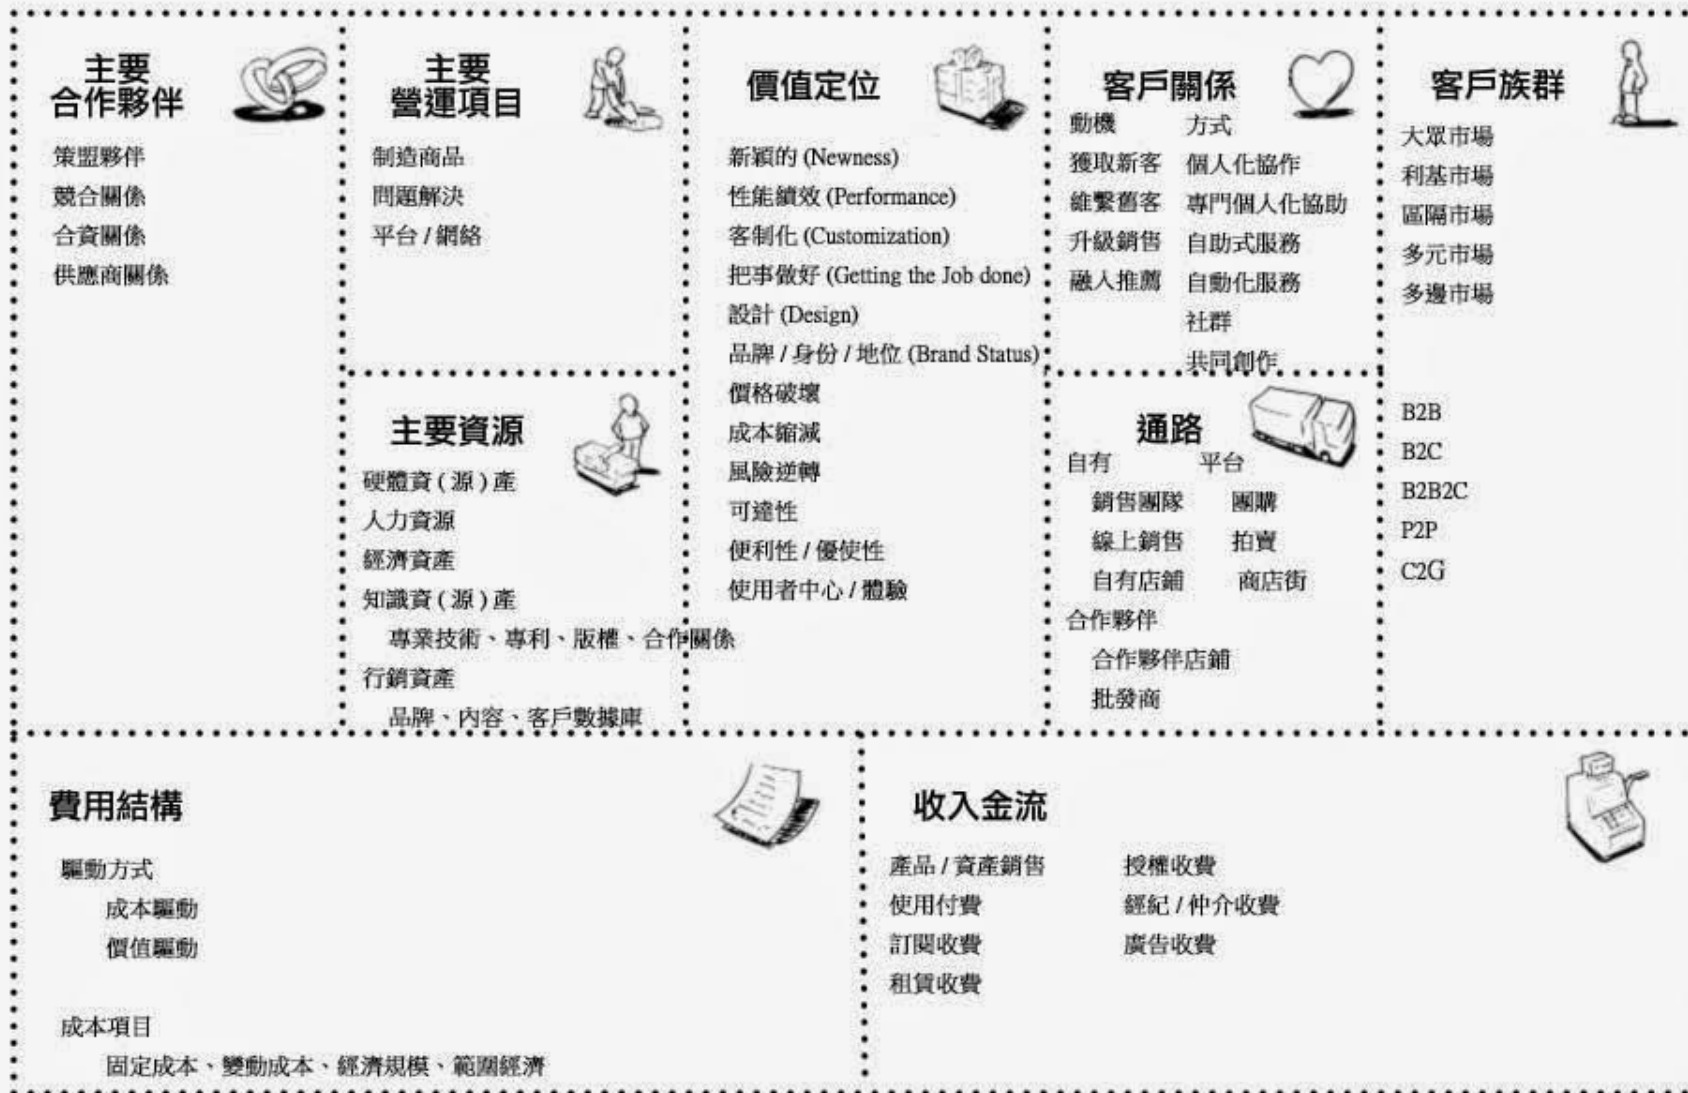 主要
合作夥伴
策盟夥伴
競合關係
合資關係
供應商關係
主要
營運項目
制造商品
問題解決
平台 / 網絡
主要資源
硬體資 ( 源 ) 產
人力資源
經濟資產
知識資 ( 源 ) 產
專業技術、專利、版權、合作關係
行銷資產
品牌、內容、客戶數據庫
價值定位
新穎的 (Newness)
性能績效 (Performance)
客制化 (Customization)
把事做好 (Getting the Job done)
設計 (Design)
品牌 / 身份 / 地位 (Brand Status)
價格破壞
成本縮減
風險逆轉
可達性
便利性 / 優使性
使用者中心 / 體驗
客戶關係
動機 方式
獲取新客 個人化協作
維繫舊客 專門個人化協助
升級銷售 自助式服務
融人推薦 自動化服務
社群
共同創作
通路
自有 平台
銷售團隊 團購
線上銷售 拍賣
自有店鋪 商店街
合作夥伴
合作夥伴店鋪
批發商
客戶族群
大眾市場
利基市場
區隔市場
多元市場
多邊市場
B2B
B2C
B2B2C
P2P
C2G
費用結構
驅動方式
成本驅動
價值驅動
成本項目
固定成本、變動成本、經濟規模、範圍經濟
收入金流
產品 / 資產銷售 授權收費
使用付費 經紀 / 仲介收費
訂閱收費 廣告收費
租賃收費